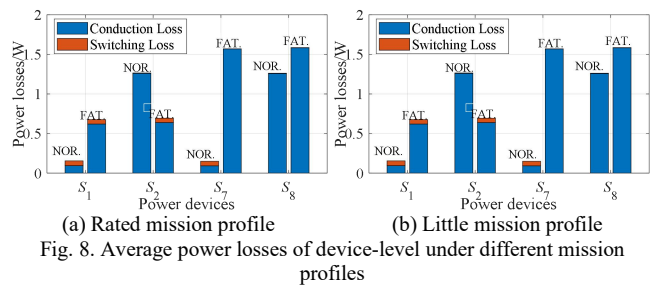 2
1.5
1
0.5
0
Power losses/W
Conduction Loss
Switching Loss
NOR.
FAT.
NOR.
FAT.
NOR.
FAT.
NOR.
FAT.
S1
S2
S7
S8
Power devices
(a) Rated mission profile
2
1.5
1
0.5
0
Power losses/W
Conduction Loss
Switching Loss
NOR.
FAT.
NOR.
FAT.
NOR.
FAT.
NOR.
FAT.
S1
S2
S7
S8
Power devices
(b) Little mission profile
Fig. 8. Average power losses of device-level under different mission
profiles